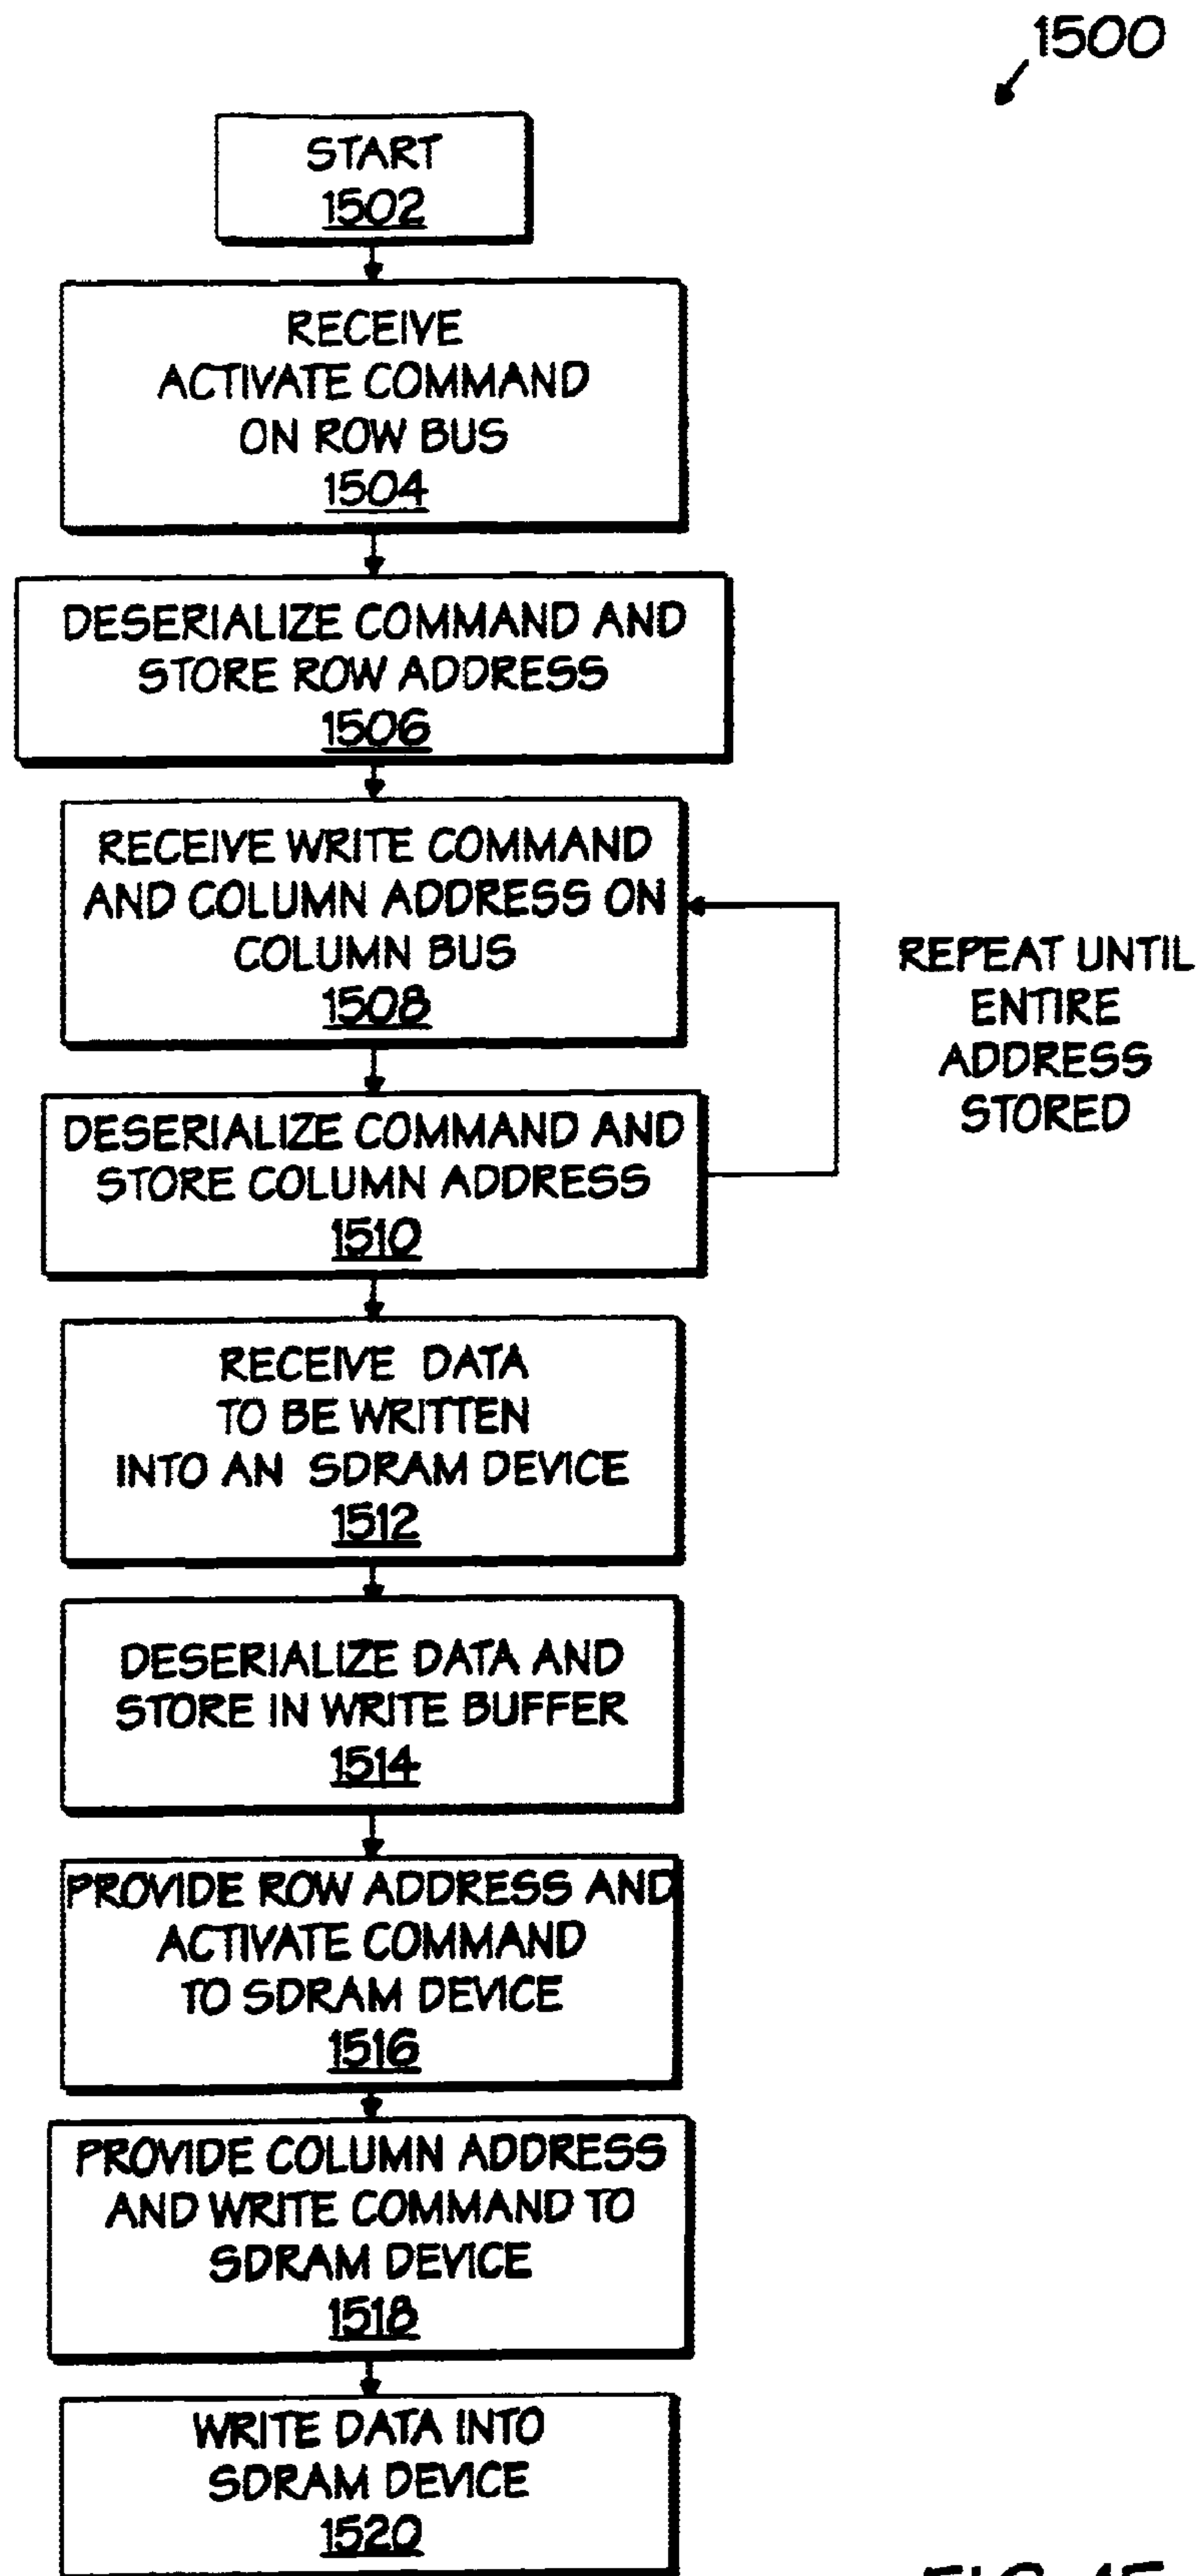 1500
START
1502
RECEIVE
ACTIVATE COMMAND
ON ROW BUS
1504
DESERIALIZE COMMAND AND
STORE ROW ADDRESS
1506
RECEIVE WRITE COMMAND
AND COLUMN ADDRESS ON
COLUMN BUS
1508
REPEAT UNTIL
ENTIRE
ADDRESS
STORED
DESERIALIZE COMMAND AND
STORE COLUMN ADDRESS
1510
RECEIVE DATA
TO BE WRITTEN
INTO AN SDRAM DEVICE
1512
DESERIALIZE DATA AND
STORE IN WRITE BUFFER
1514
PROVIDE ROW ADDRESS AND
ACTIVATE COMMAND
TO SDRAM DEVICE
1516
PROVIDE COLUMN ADDRESS
AND WRITE COMMAND TO
SDRAM DEVICE
1518
WRITE DATA INTO
SDRAM DEVICE
1520